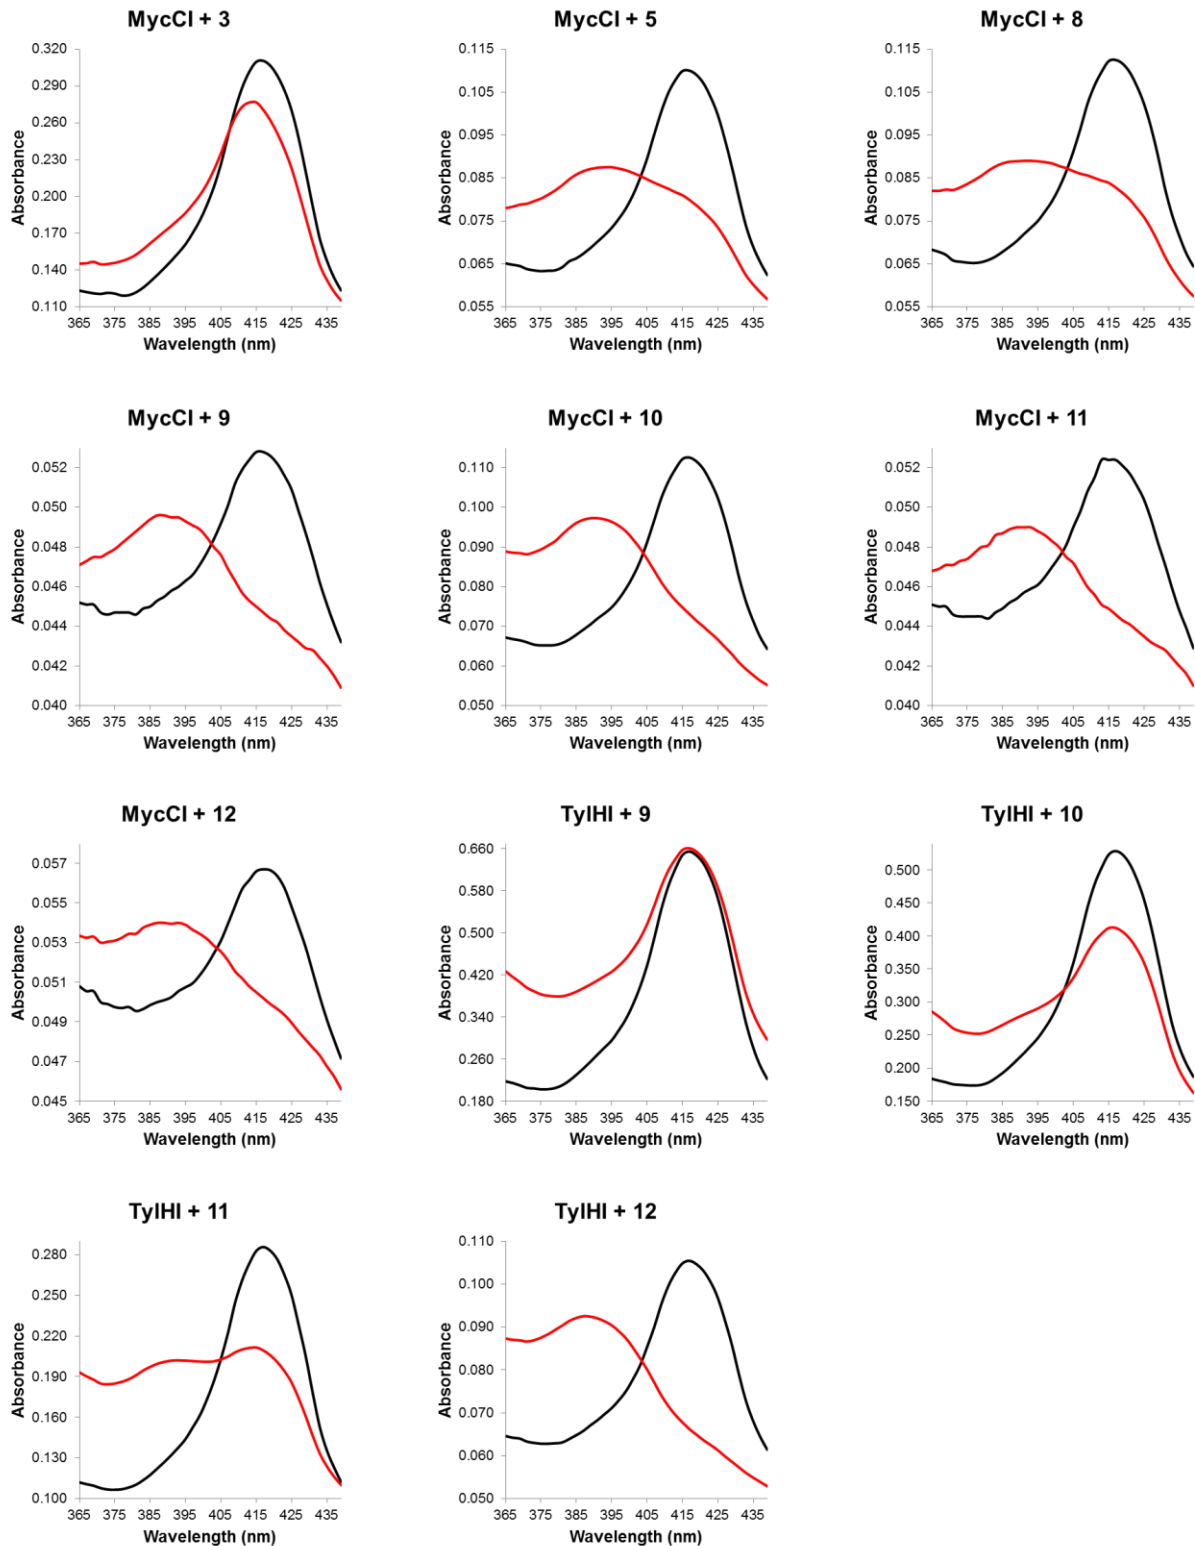 MycCI + 3
0.320
0.290
0.260
0.230
0.200
0.170
0.140
0.110
Absorbance
365 375 385 395 405 415 425 435
Wavelength (nm)
MycCI + 5
0.115
0.105
0.095
0.085
0.075
0.065
0.055
Absorbance
365 375 385 395 405 415 425 435
Wavelength (nm)
MycCI + 8
0.115
0.105
0.095
0.085
0.075
0.065
0.055
Absorbance
365 375 385 395 405 415 425 435
Wavelength (nm)
MycCI + 9
0.052
0.050
0.048
0.046
0.044
0.042
0.040
Absorbance
365 375 385 395 405 415 425 435
Wavelength (nm)
MycCI + 10
0.110
0.100
0.090
0.080
0.070
0.060
0.050
Absorbance
365 375 385 395 405 415 425 435
Wavelength (nm)
MycCI + 11
0.052
0.050
0.048
0.046
0.044
0.042
0.040
Absorbance
365 375 385 395 405 415 425 435
Wavelength (nm)
MycCI + 12
0.057
0.055
0.053
0.051
0.049
0.047
0.045
Absorbance
365 375 385 395 405 415 425 435
Wavelength (nm)
TylHI + 9
0.660
0.580
0.500
0.420
0.340
0.260
0.180
Absorbance
365 375 385 395 405 415 425 435
Wavelength (nm)
TylHI + 10
0.500
0.450
0.400
0.350
0.300
0.250
0.200
0.150
Absorbance
365 375 385 395 405 415 425 435
Wavelength (nm)
TylHI + 11
0.280
0.250
0.220
0.190
0.160
0.130
0.100
Absorbance
365 375 385 395 405 415 425 435
Wavelength (nm)
TylHI + 12
0.110
0.100
0.090
0.080
0.070
0.060
0.050
Absorbance
365 375 385 395 405 415 425 435
Wavelength (nm)